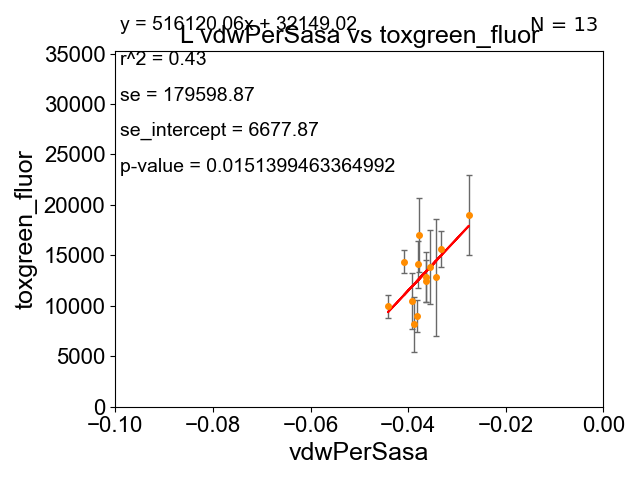 y = 516120.06x + 32149.02
N = 13
L vdwPerSasa vs toxgreen_fluor
r^2 = 0.43
se = 179598.87
se_intercept = 6677.87
p-value = 0.0151399463364992
35000
30000
25000
20000
15000
10000
5000
0
toxgreen_fluor
−0.10
−0.08
−0.06
−0.04
−0.02
0.00
vdwPerSasa